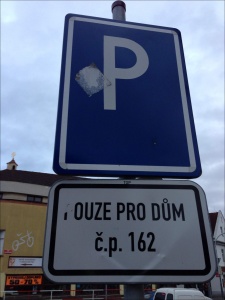 P
OUZE PRO DŮM
č.p. 162